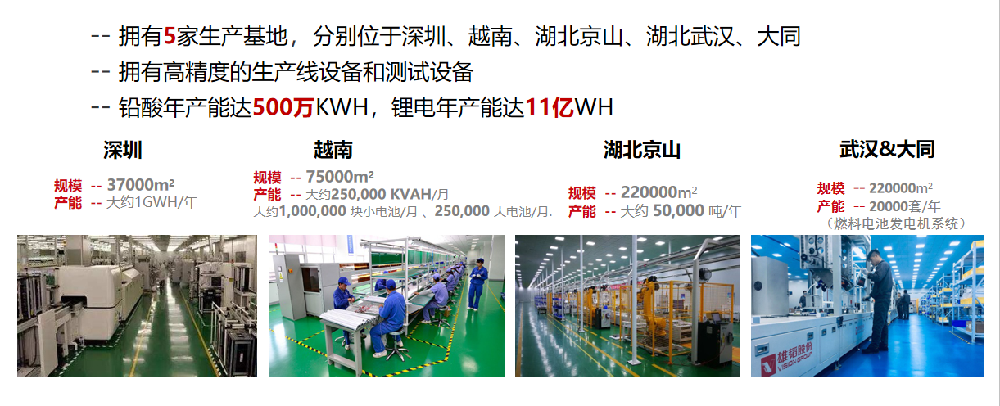 -- 拥有5家生产基地，分别位于深圳、越南、湖北京山、湖北武汉、大同
-- 拥有高精度的生产线设备和测试设备
-- 铅酸年产能达500万KWH，锂电年产能达11亿WH
深圳
规模 -- 37000m²
产能 -- 大约1GWH/年
越南
规模 -- 75000m²
产能 -- 大约250,000 KVAH/月
大约1,000,000 块小电池/月 、250,000 大电池/月.
湖北京山
规模 -- 220000m²
产能 -- 大约 50,000 吨/年
武汉&大同
规模 -- 220000m²
产能 -- 20000套/年
（燃料电池发电机系统）
雄韬股份
VISION GROUP